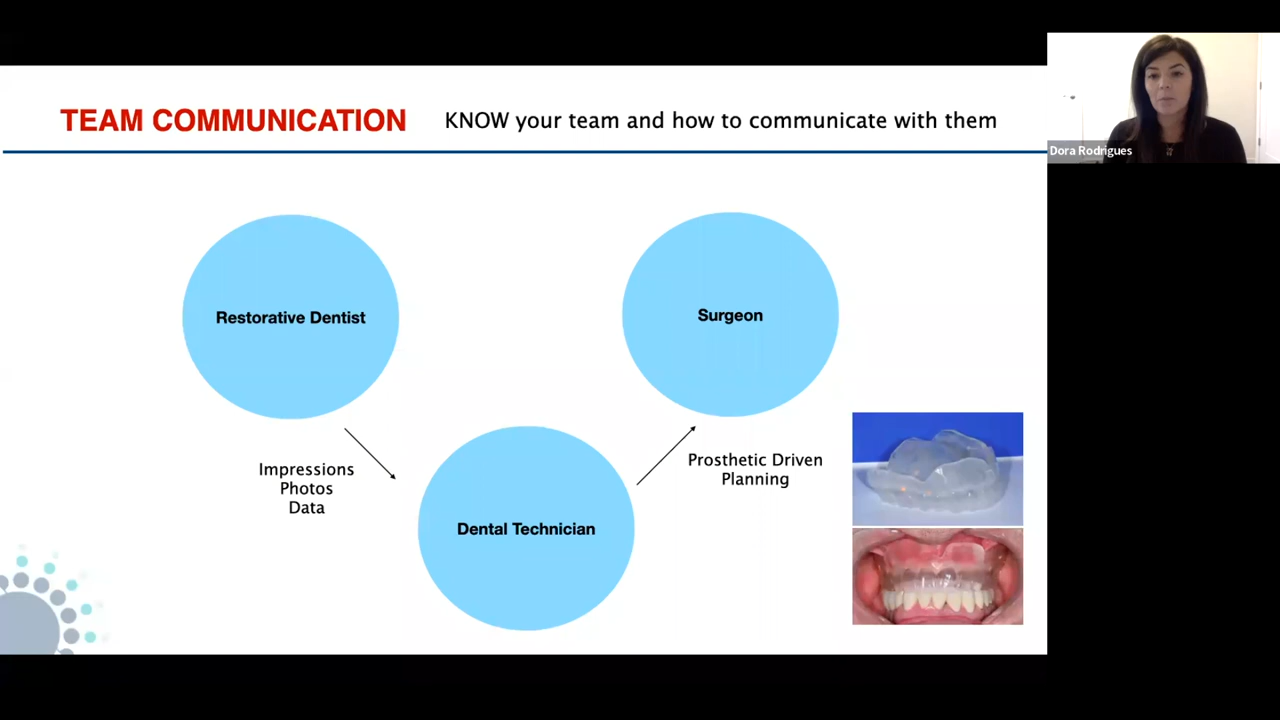 TEAM COMMUNICATION
KNOW your team and how to communicate with them
Dora Rodrigues
Restorative Dentist
Surgeon
Impressions
Photos
Data
Prosthetic Driven
Planning
Dental Technician